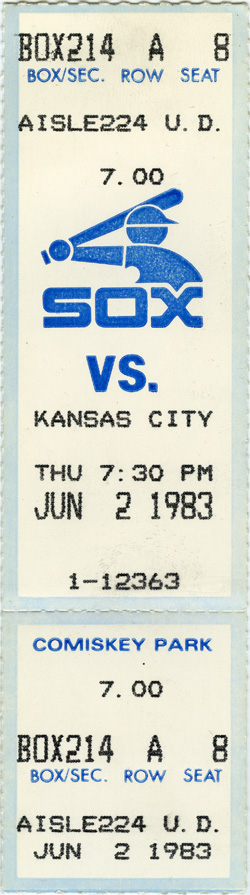 BOX214 A 8
BOX/SEC. ROW SEAT
AISLE224 U.D.
7.00
SOX
VS.
KANSAS CITY
THU 7:30 PM
JUN 2 1983
1-12363
COMISKEY PARK
7.00
BOX214 A 8
BOX/SEC. ROW SEAT
AISLE224 U.D.
JUN 2 1983